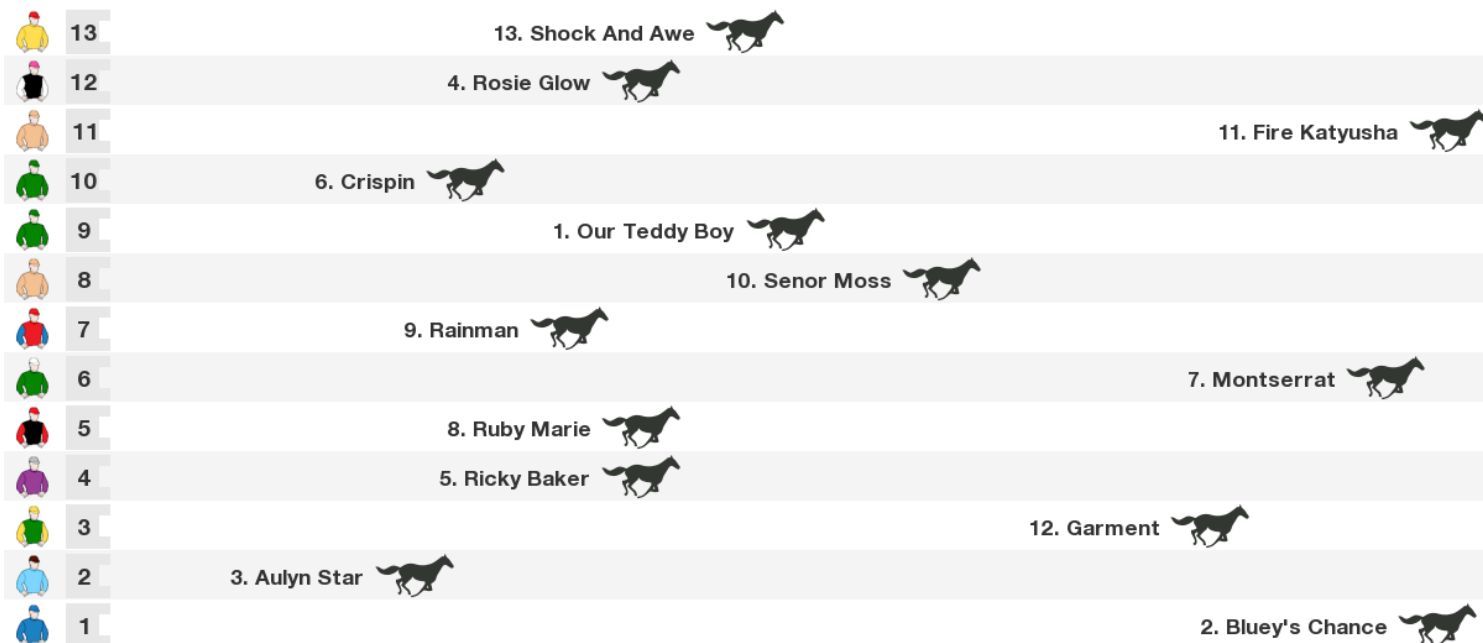 13 13. Shock And Awe
12 4. Rosie Glow
11 11. Fire Katyusha
10 6. Crispin
9 1. Our Teddy Boy
8 10. Senor Moss
7 9. Rainman
6 7. Montserrat
5 8. Ruby Marie
4 5. Ricky Baker
3 12. Garment
2 3. Aulyn Star
1 2. Bluey's Chance